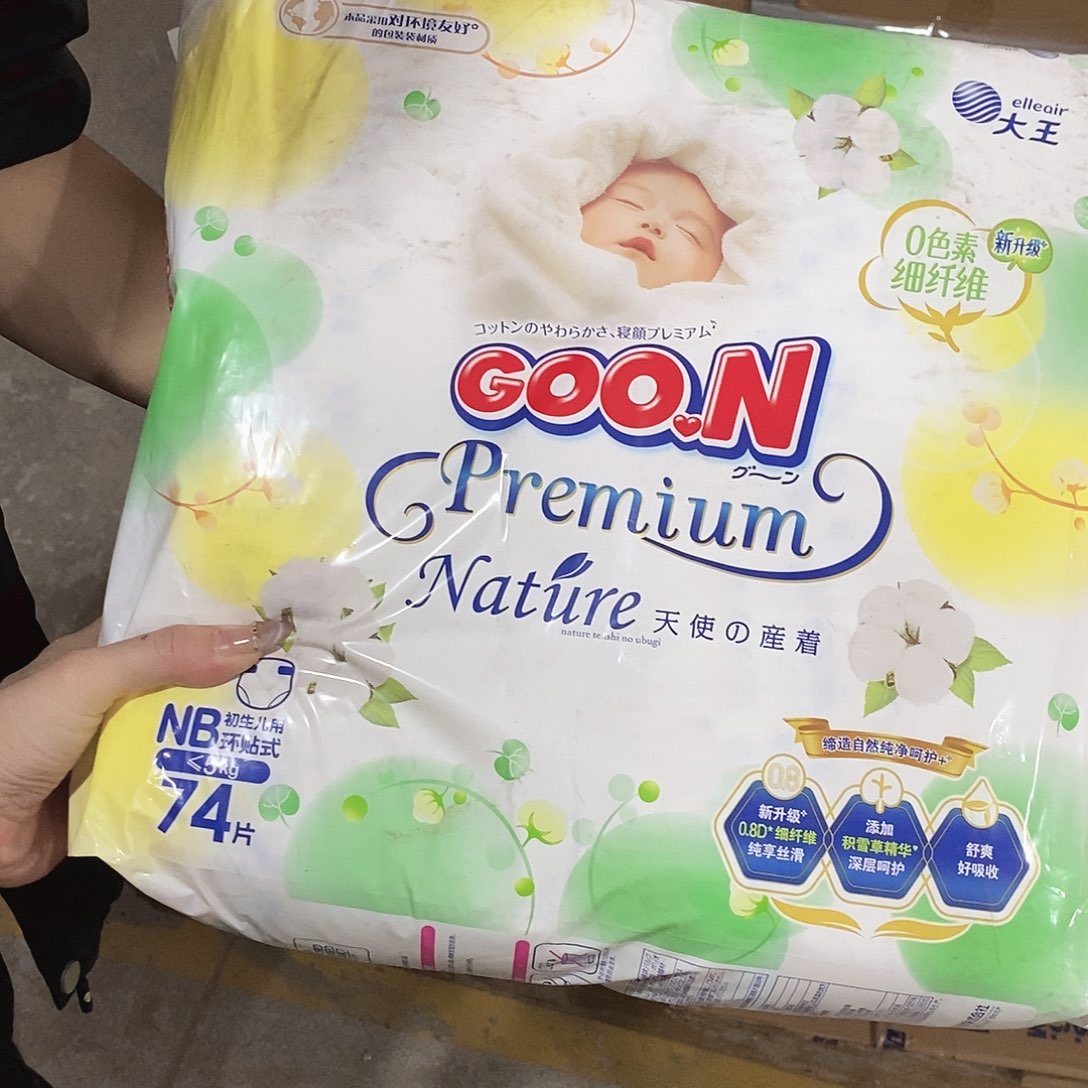 本品采用对环境友好
的包装袋材质
elleair
大王
0色素
细纤维
新升级+
コットンのやわらかさ、寝顔プレミアム♪
GOO.N
グ〜ン
Premium
Nature
天使の産着
nature tenshi no ubugi
NB 初生儿用
环贴式
≤5kg
74片
缔造自然纯净呵护+
0.8
新升级+
0.8D*细纤维
纯享丝滑
添加
积雪草精华
深层呵护
舒爽
好吸收